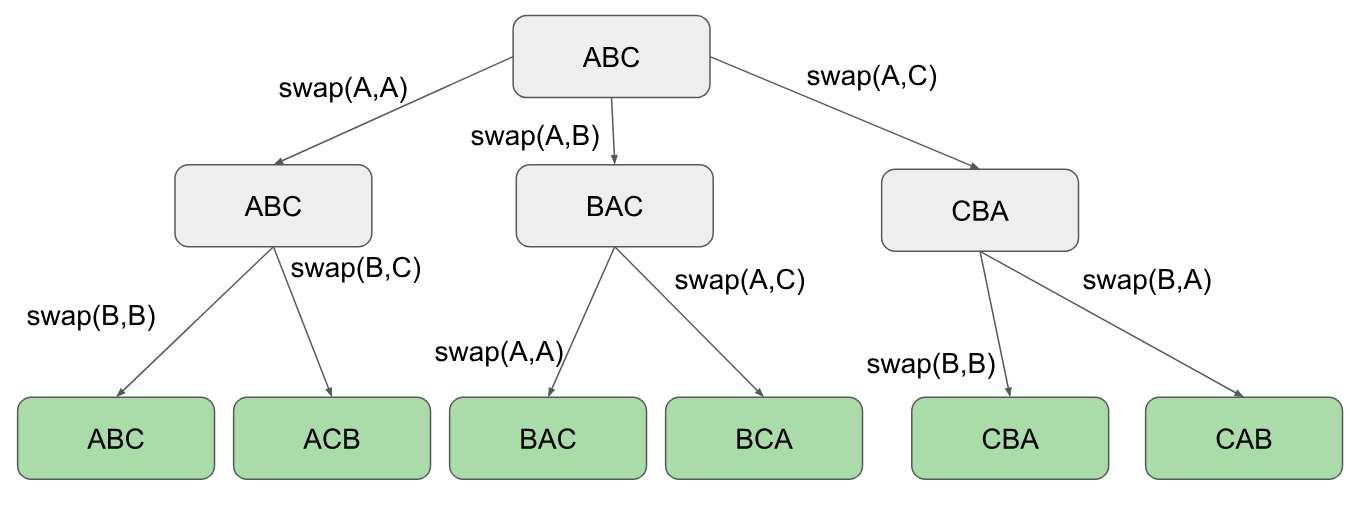 ABC
swap(A,A)
swap(A,B)
swap(A,C)
ABC
BAC
CBA
swap(B,B)
swap(B,C)
swap(A,A)
swap(A,C)
swap(B,B)
swap(B,A)
ABC
ACB
BAC
BCA
CBA
CAB